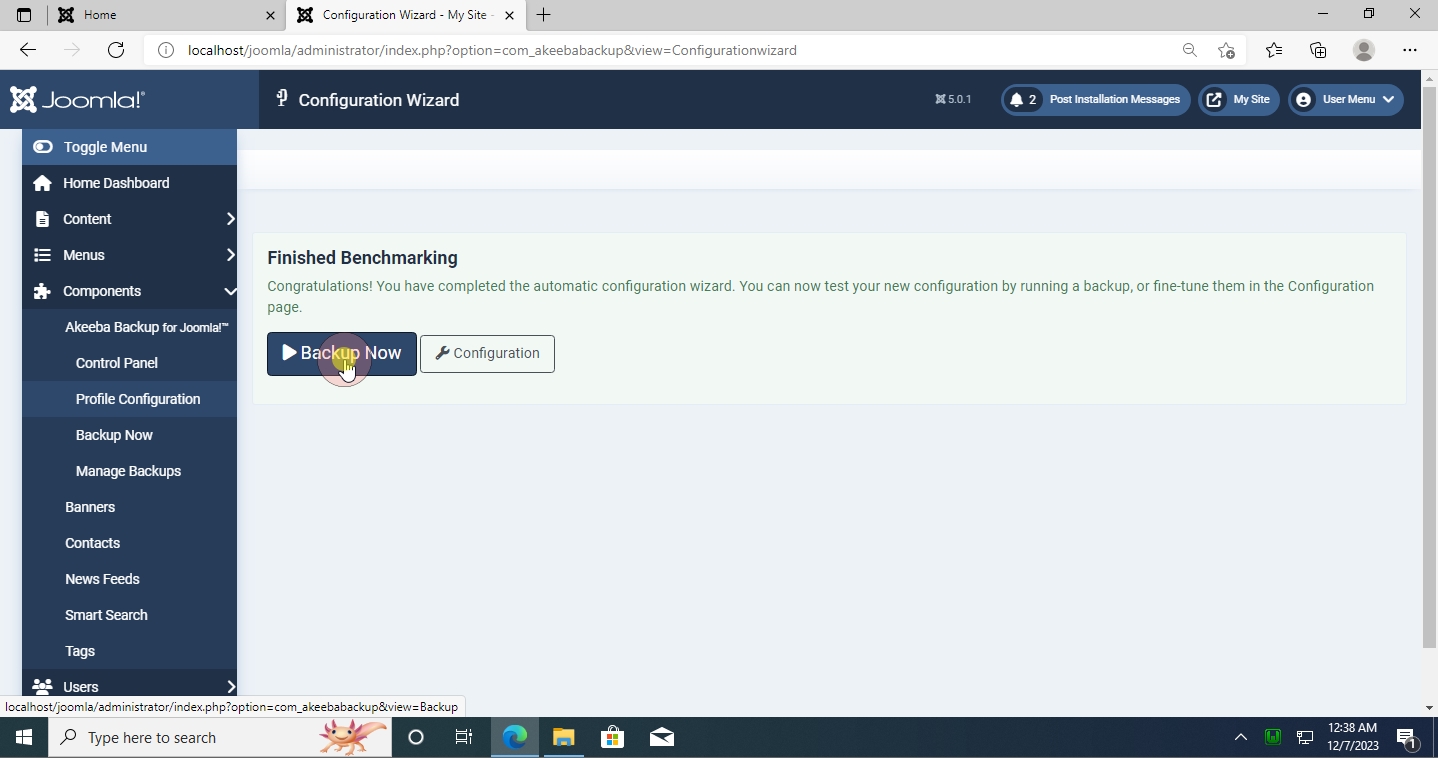 Home
Configuration Wizard - My Site -
localhost/joomla/administrator/index.php?option=com_akeebabackup&view=Configurationwizard
Joomla!®
Configuration Wizard
5.0.1
2 Post Installation Messages
My Site
User Menu
Toggle Menu
Home Dashboard
Content
Menus
Components
Akeeba Backup for Joomla!™
Control Panel
Profile Configuration
Backup Now
Manage Backups
Banners
Contacts
News Feeds
Smart Search
Tags
Users
Finished Benchmarking
Congratulations! You have completed the automatic configuration wizard. You can now test your new configuration by running a backup, or fine-tune them in the Configuration
page.
Backup Now
Configuration
localhost/joomla/administrator/index.php?option=com_akeebabackup&view=Backup
Type here to search
12:38 AM
12/7/2023
1